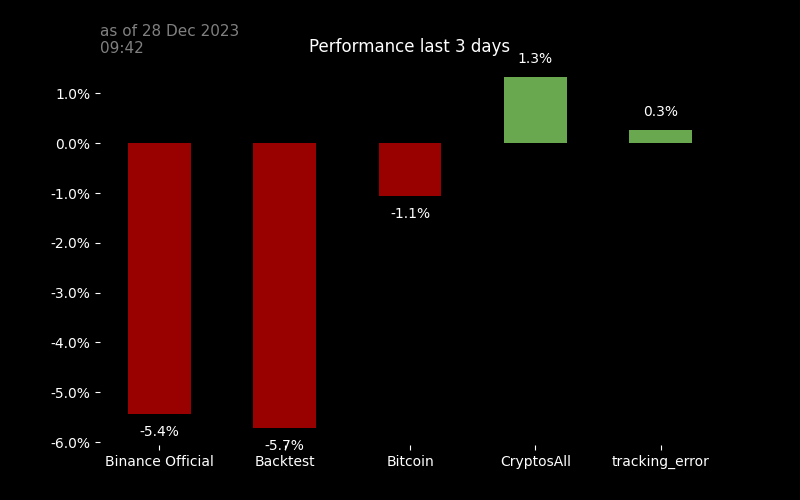 as of 28 Dec 2023
09:42
Performance last 3 days
1.3%
1.0%
0.3%
0.0%
-1.0%
-1.1%
-2.0%
-3.0%
-4.0%
-5.0%
-5.4%
-5.7%
-6.0%
Binance Official
Backtest
Bitcoin
CryptosAll
tracking_error